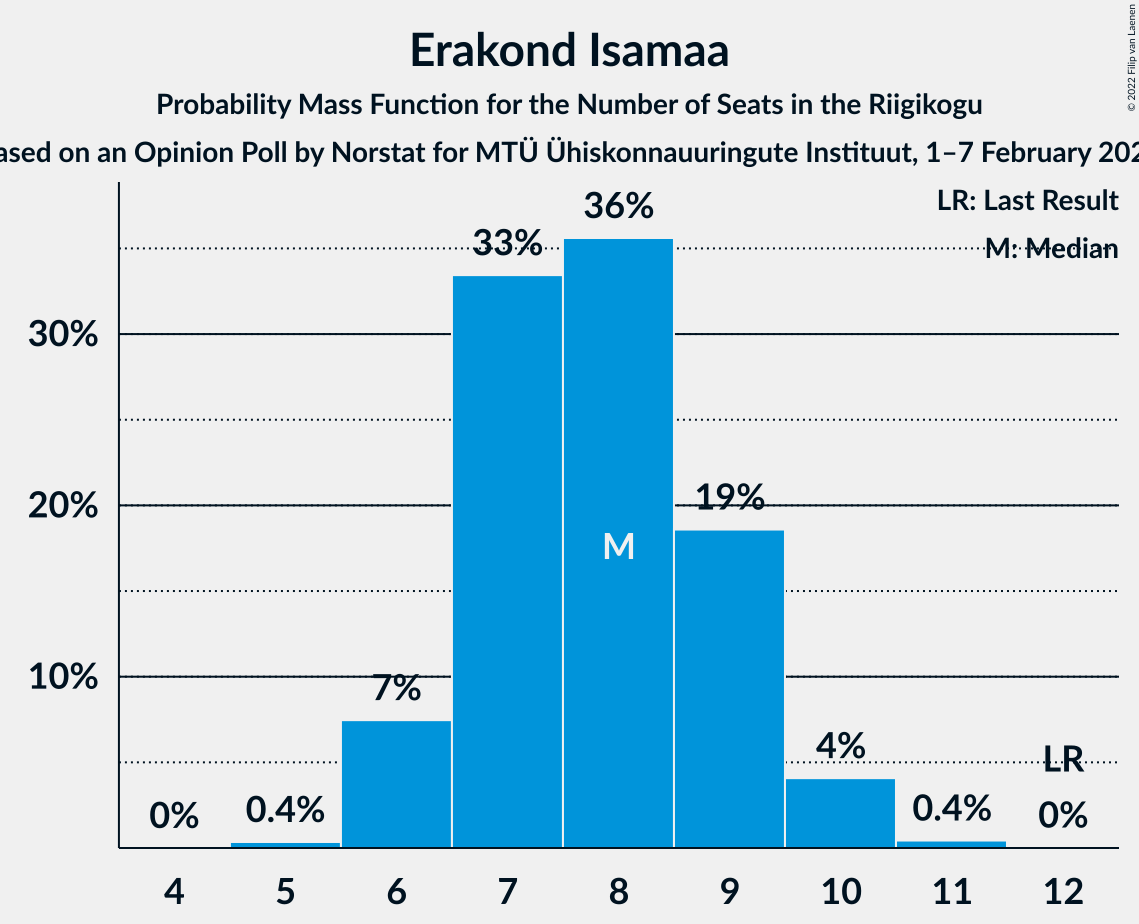 © 2022 Filip van Laenen
Erakond Isamaa
Probability Mass Function for the Number of Seats in the Riigikogu
on an Opinion Poll by Norstat for MTÜ Ühiskonnauuringute Instituut, 1–7 February
LR: Last Result
M: Median
36%
33%
30%
20%
19%
M
10%
7%
4%
LR
0% 0.4% 0.4% 0%
4 5 6 7 8 9 10 11 12